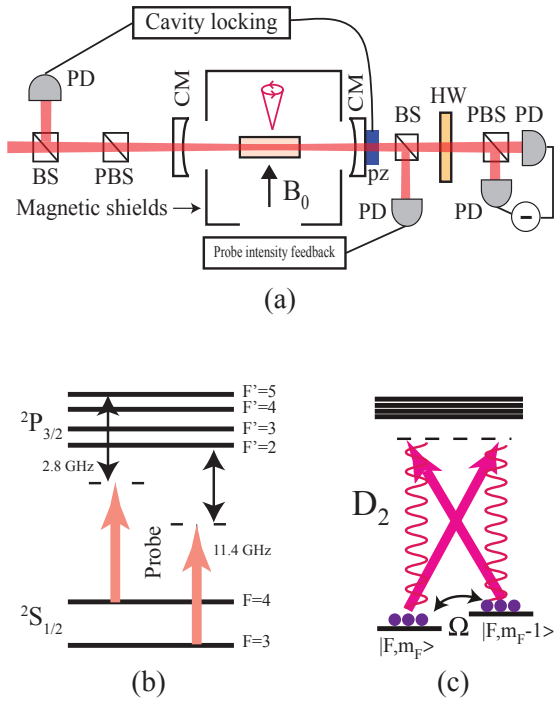 Cavity locking
PD
CM
CM
BS
HW
PBS
PD
BS
PBS
B0
pz
Magnetic shields
PD
PD
−
Probe intensity feedback
(a)
F'=5
F'=4
²P3/2
F'=3
F'=2
2.8 GHz
D2
Probe
11.4 GHz
F=4
²S1/2
F=3
Ω
|F,mF>
|F,mF-1>
(b)
(c)